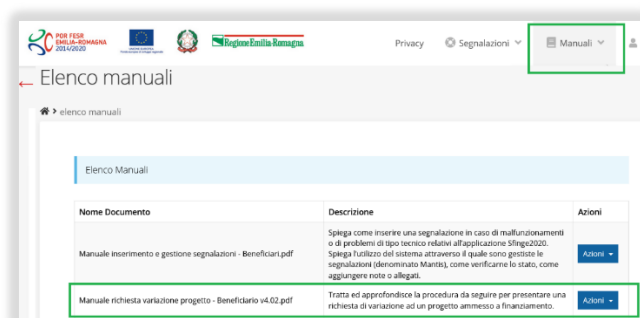 POR FESR
EMILIA-ROMAGNA
2014/2020
UNIONE EUROPEA
RegioneEmilia-Romagna
Privacy
Segnalazioni
Manuali
Elenco manuali
elenco manuali
Elenco Manuali
Nome Documento Descrizione Azioni
Spiega come inserire una segnalazione in caso di malfunzionamenti
o di problemi di tipo tecnico relativi all'applicazione Sfinge2020.
Manuale inserimento e gestione segnalazioni - Beneficiari.pdf Spiega l'utilizzo del sistema attraverso il quale sono gestite le Azioni
segnalazioni (denominato Mantis), come verificarne lo stato, come
aggiungere note o allegati.
Manuale richiesta variazione progetto - Beneficiario v4.02.pdf Tratta ed approfondisce la procedura da seguire per presentare una Azioni
richiesta di variazione ad un progetto ammesso a finanziamento.